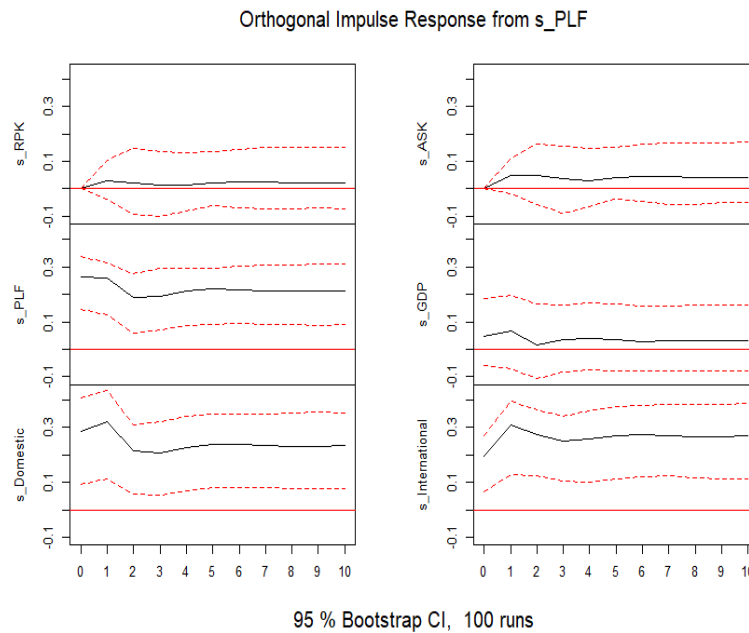 Orthogonal Impulse Response from s_PLF
s_RPK
-0.1 0.1 0.3
s_PLF
-0.1 0.1 0.3
s_Domestic
-0.1 0.1 0.3
0 1 2 3 4 5 6 7 8 9 10
s_ASK
-0.1 0.1 0.3
s_GDP
-0.1 0.1 0.3
s_International
-0.1 0.1 0.3
0 1 2 3 4 5 6 7 8 9 10
95 % Bootstrap CI, 100 runs